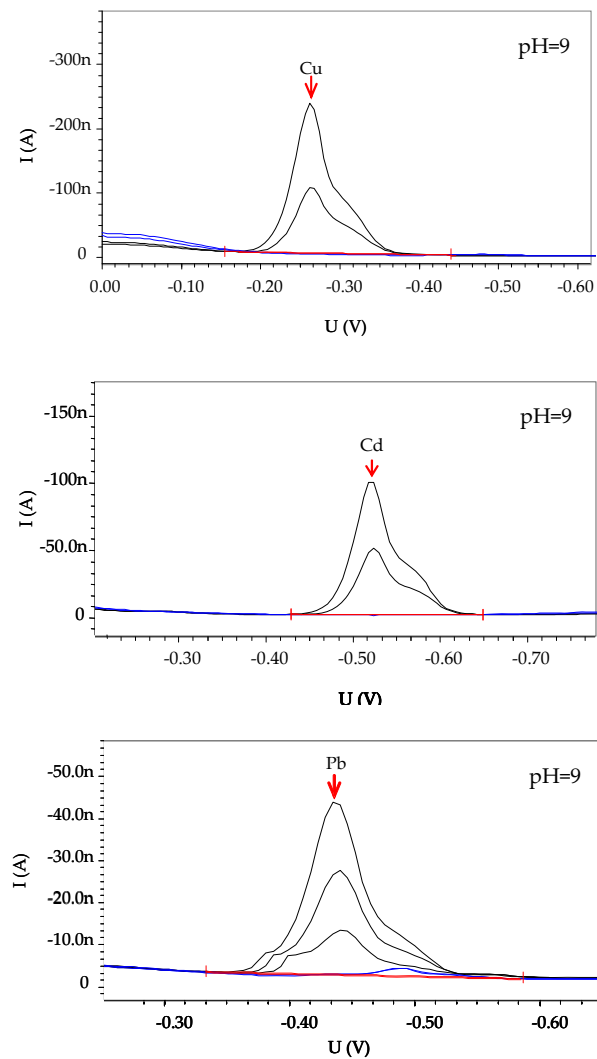 pH=9
Cu
-300n
-200n
-100n
0
I (A)
0.00 -0.10 -0.20 -0.30 -0.40 -0.50 -0.60
U (V)
pH=9
Cd
-150n
-100n
-50.0n
0
I (A)
-0.30 -0.40 -0.50 -0.60 -0.70
U (V)
pH=9
Pb
-50.0n
-40.0n
-30.0n
-20.0n
-10.0n
0
I (A)
-0.30 -0.40 -0.50 -0.60
U (V)